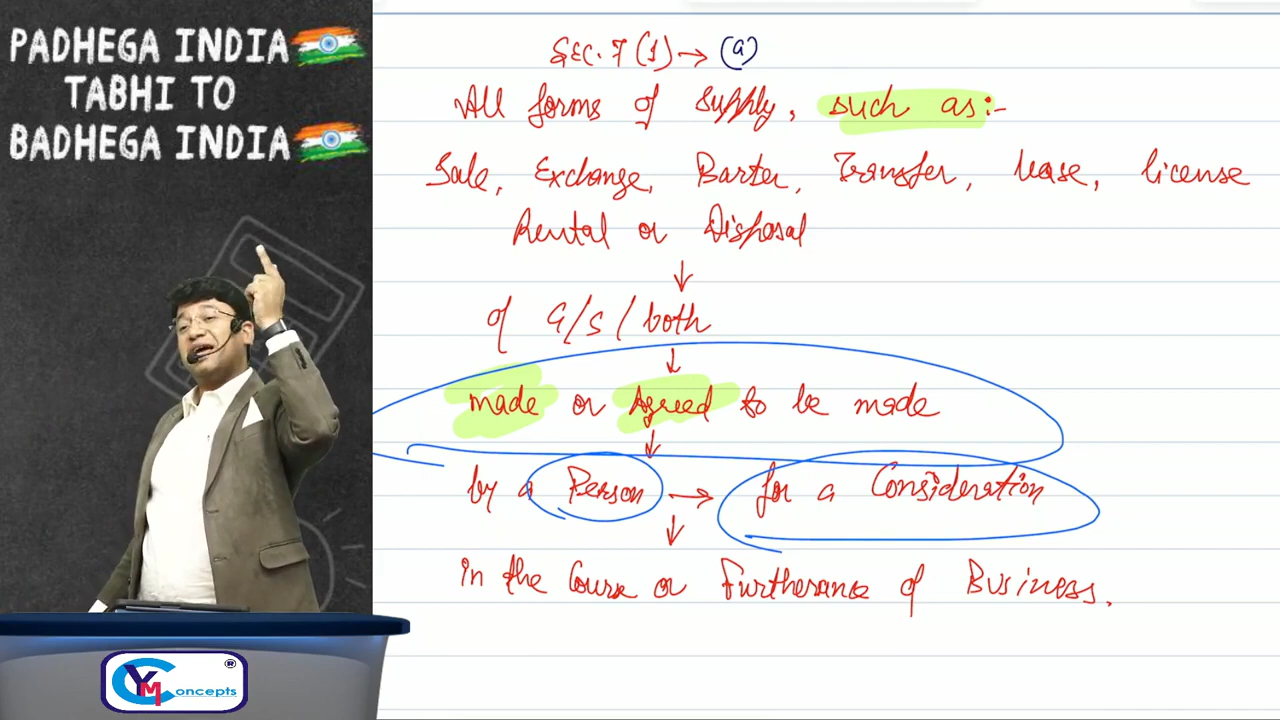 PADHEGA INDIA
TABHI TO
BADHEGA INDIA
SEC. 7 (1) → (a)
All forms of Supply, such as:-
Sale, Exchange, Barter, Transfer, lease, license
Rental or Disposal
↓
of G/S/both
↓
made or Agreed to be made
↓
by a Person → for a Consideration
↓
in the Course or Furtherance of Business.
YM Concepts ®